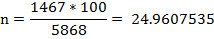 n = 1467 * 100 / 5868 = 24.9607535